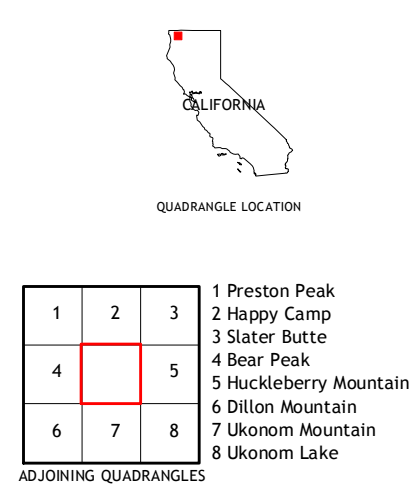 CALIFORNIA
QUADRANGLE LOCATION
1 2 3
4 5
6 7 8
1 Preston Peak
2 Happy Camp
3 Slater Butte
4 Bear Peak
5 Huckleberry Mountain
6 Dillon Mountain
7 Ukonom Mountain
8 Ukonom Lake
ADJOINING QUADRANGLES